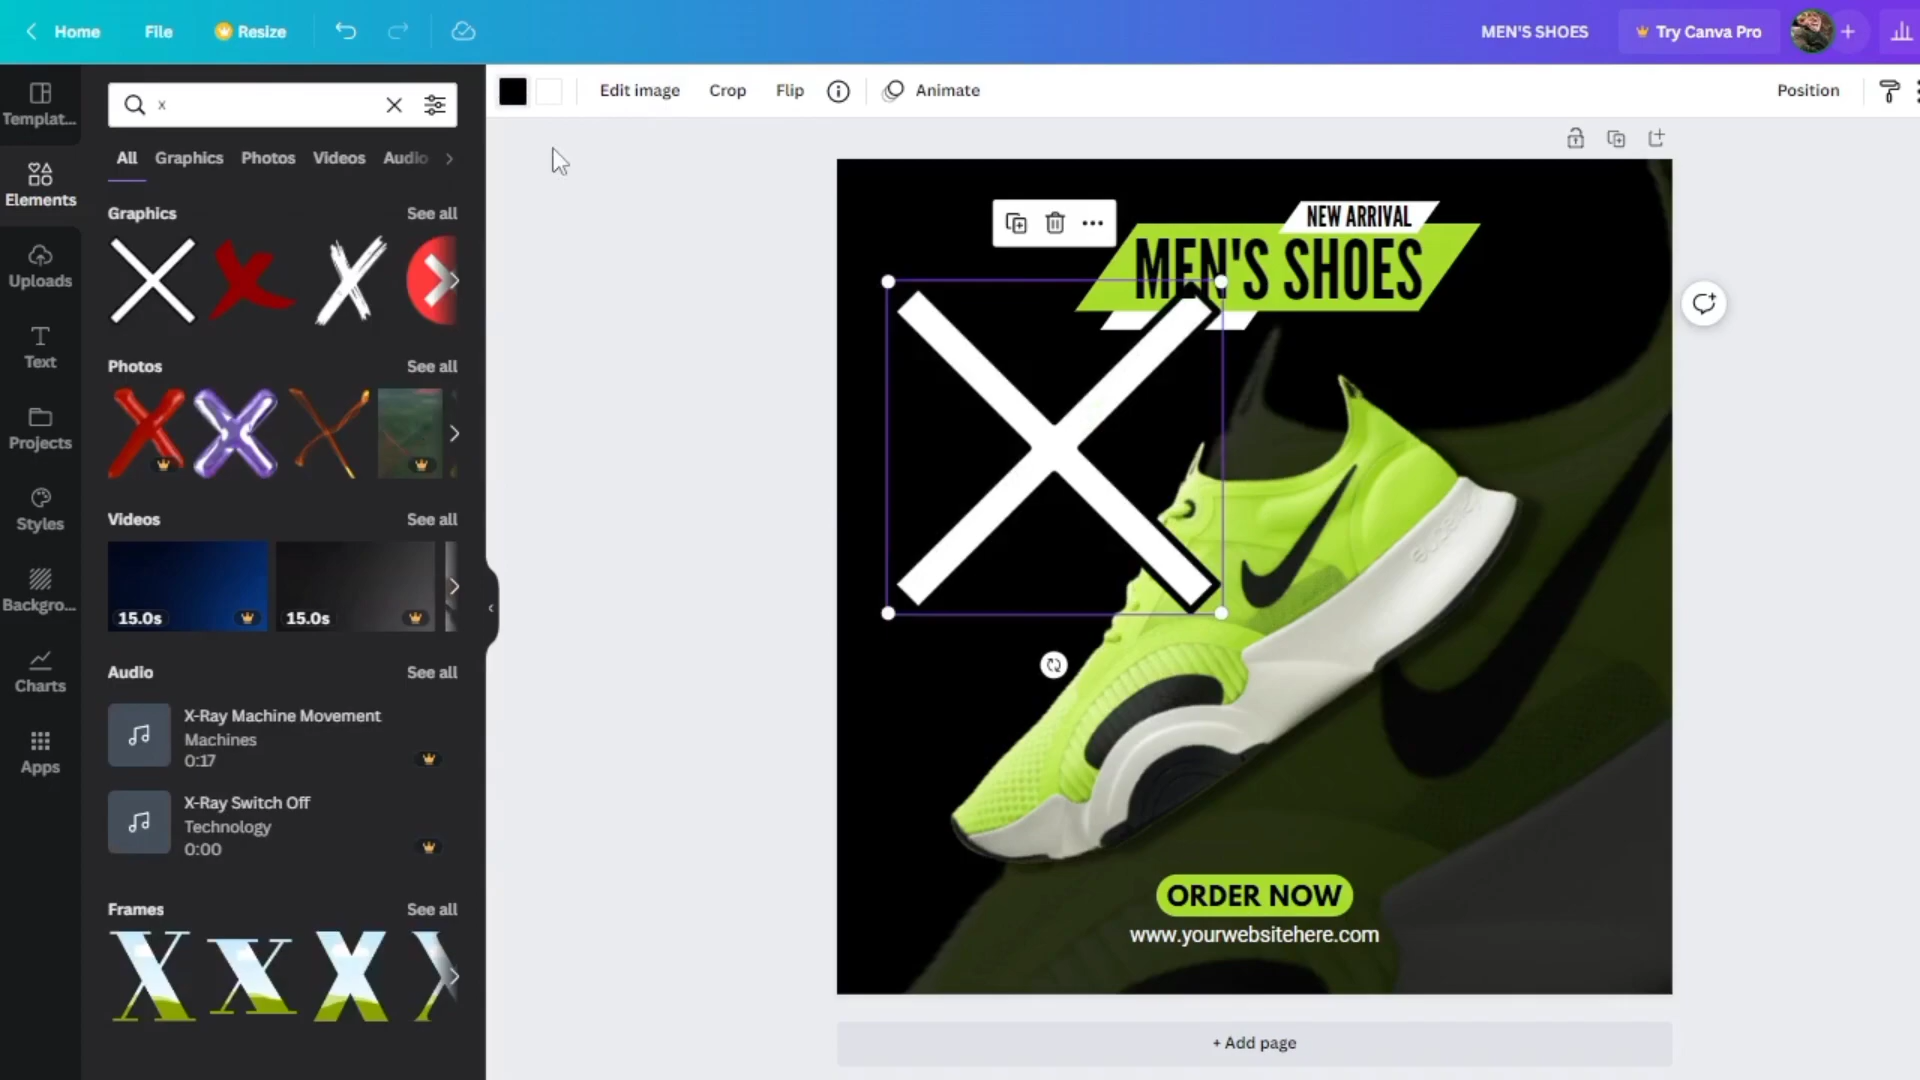 Home
File
Resize
MEN'S SHOES
Try Canva Pro
Templat...
Elements
Uploads
Text
Projects
Styles
Backgro...
Charts
Apps
x
All
Graphics
Photos
Videos
Audio
Graphics
See all
Photos
See all
Videos
See all
15.0s
15.0s
Audio
See all
X-Ray Machine Movement
Machines
0:17
X-Ray Switch Off
Technology
0:00
Frames
See all
Edit image
Crop
Flip
Animate
Position
NEW ARRIVAL
MEN'S SHOES
ORDER NOW
www.yourwebsitehere.com
+ Add page